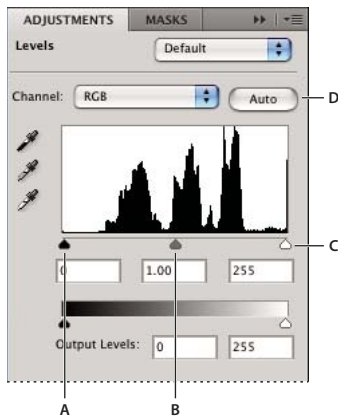 ADJUSTMENTS MASKS
Levels Default
Channel: RGB Auto D
C
0 1.00 255
Output Levels: 0 255
A B